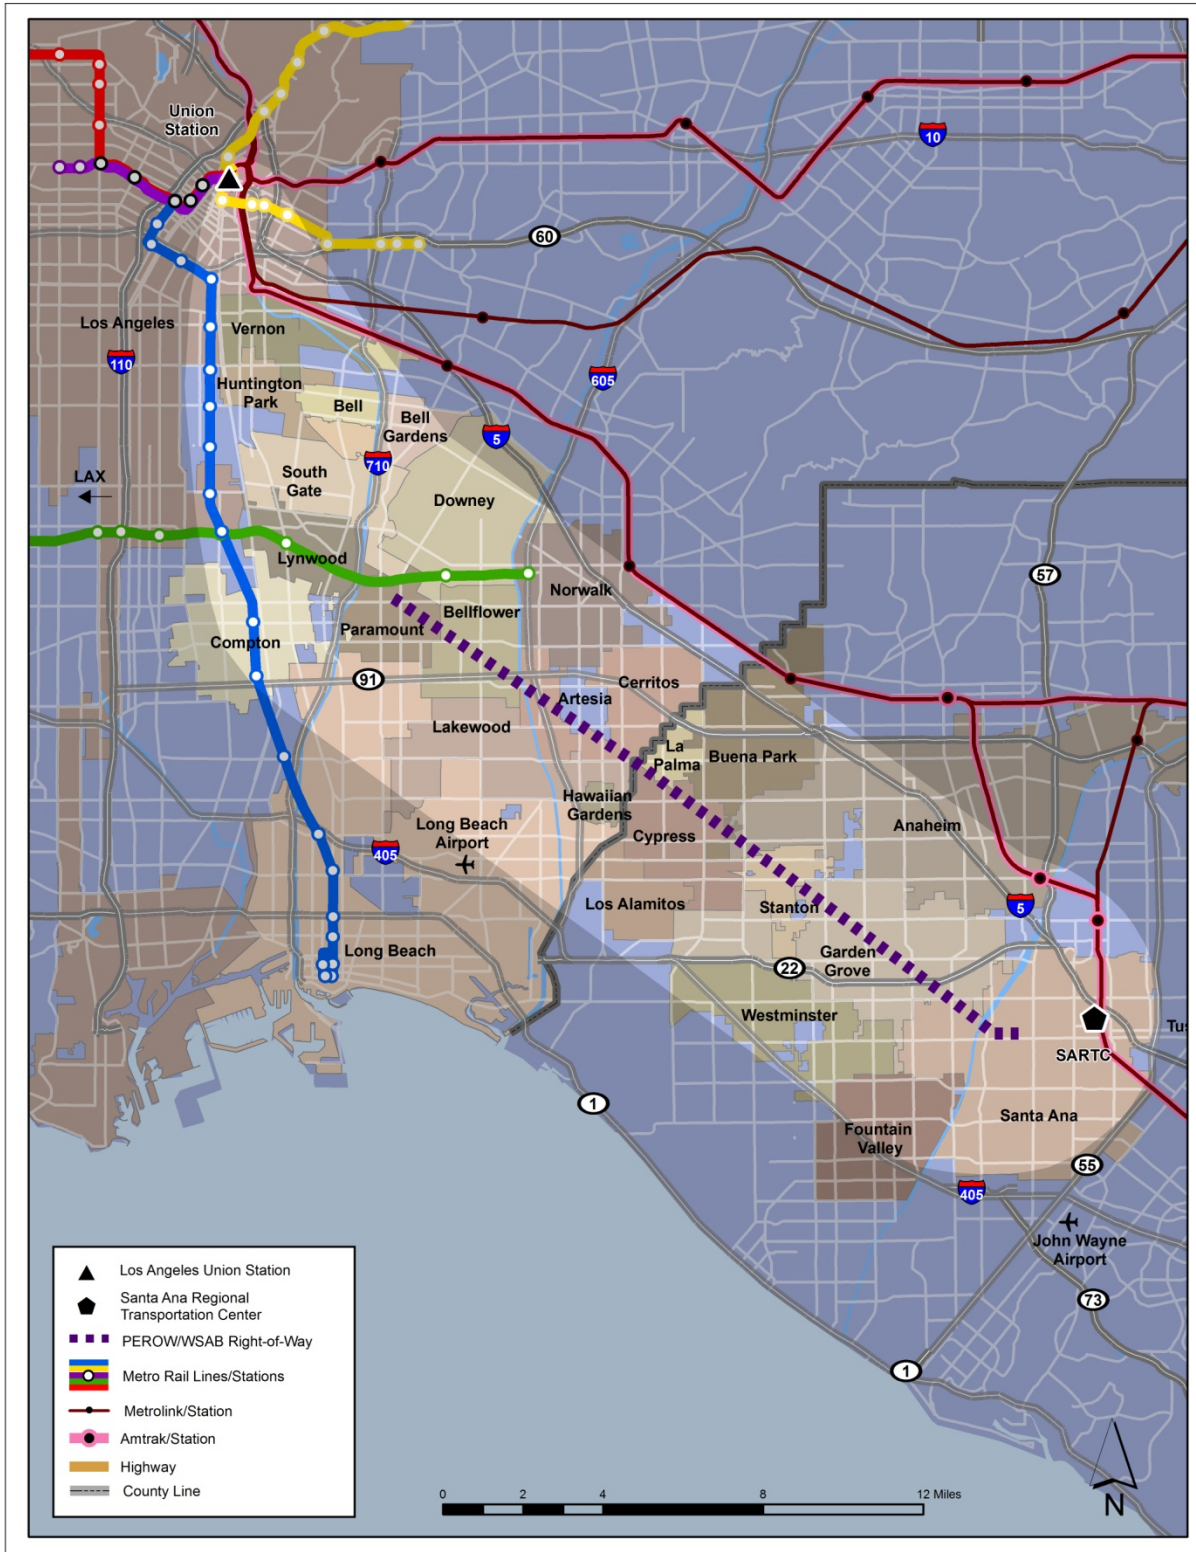 Union
Station
10
60
Los Angeles
Vernon
110
605
Huntington
Park
Bell
Bell
Gardens
5
710
LAX
South
Gate
Downey
57
Lynwood
Norwalk
Bellflower
Paramount
Compton
91
Cerritos
Artesia
Lakewood
La
Palma
Buena Park
Hawaiian
Gardens
Long Beach
Airport
405
Cypress
Anaheim
Los Alamitos
Stanton
5
Long Beach
Garden
Grove
22
Westminster
SARTC
1
Santa Ana
Fountain
Valley
55
405
John Wayne
Airport
73
1
Los Angeles Union Station
Santa Ana Regional
Transportation Center
PEROW/WSAB Right-of-Way
Metro Rail Lines/Stations
Metrolink/Station
Amtrak/Station
Highway
County Line
0 2 4 8 12 Miles
N